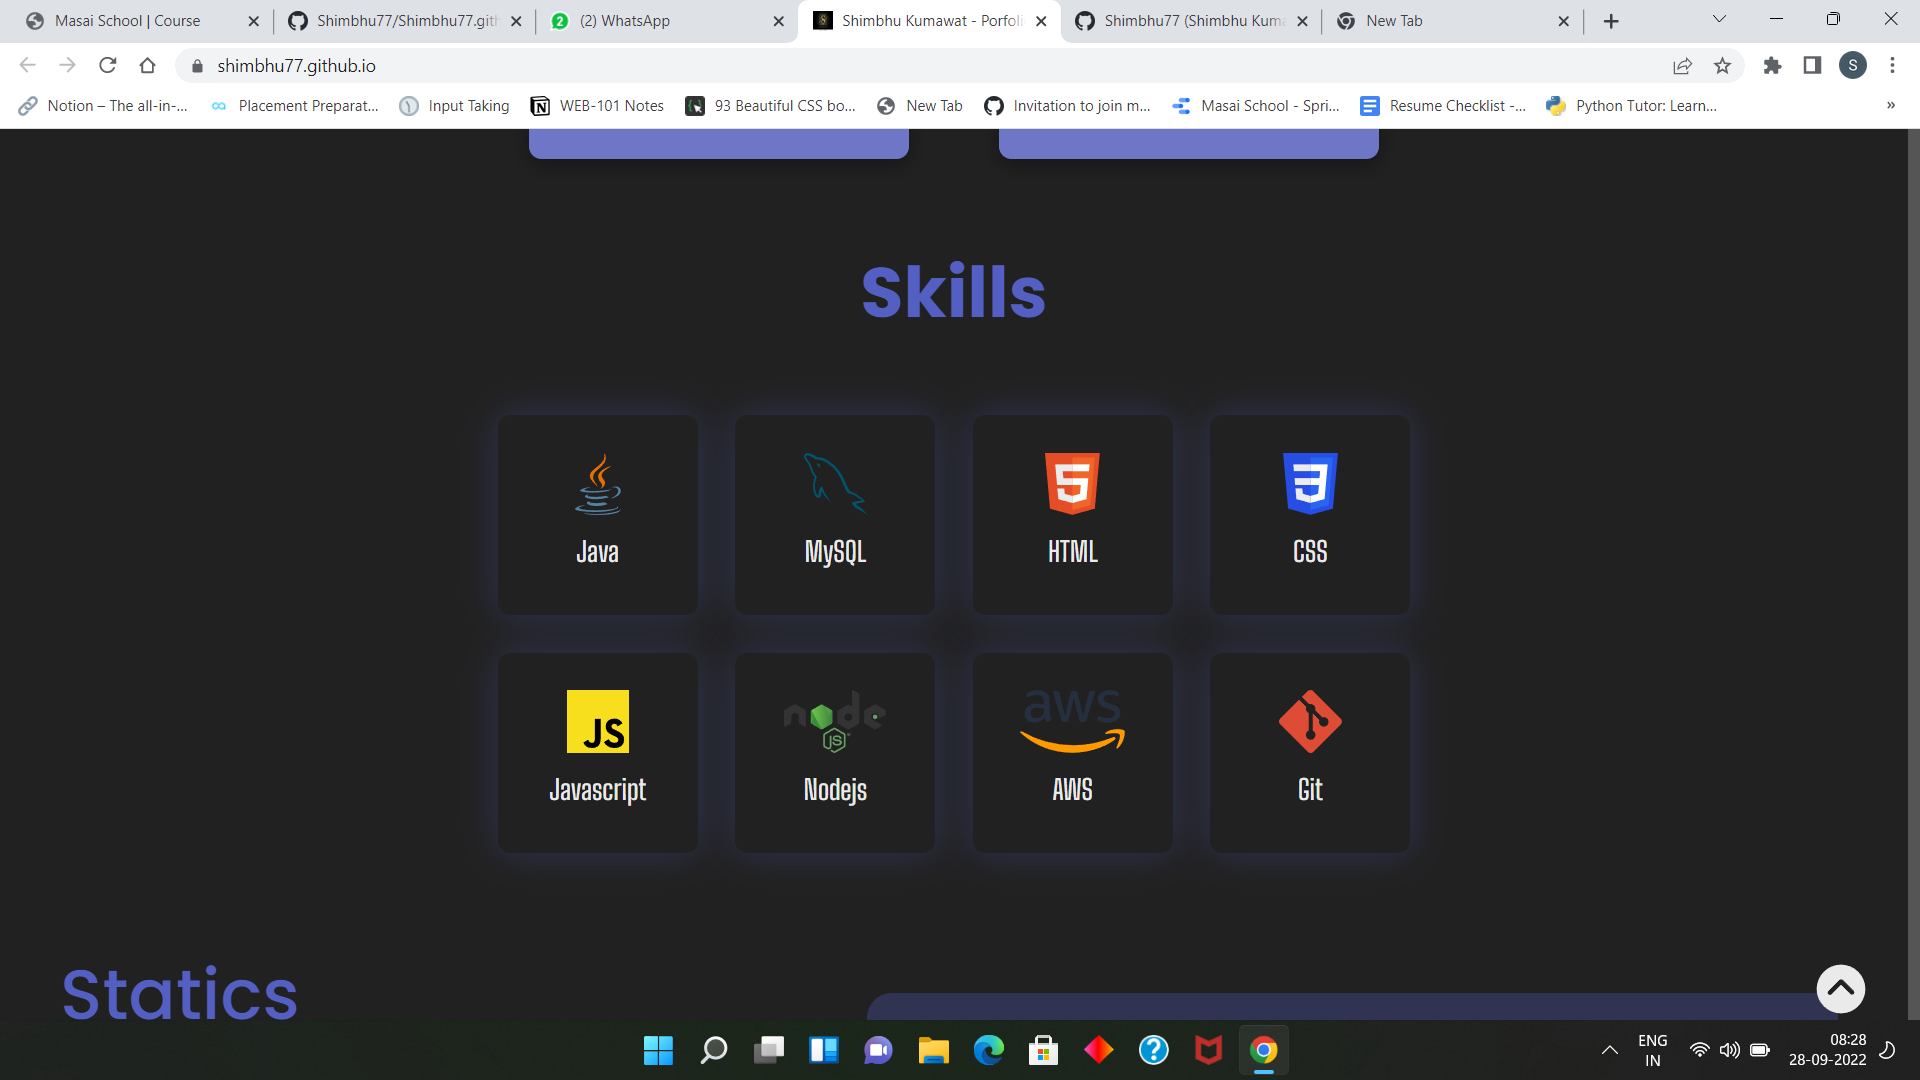 Masai School | Course
Shimbhu77/Shimbhu77.gith
2 (2) WhatsApp
Shimbhu Kumawat - Porfoli
Shimbhu77 (Shimbhu Kuma
New Tab
shimbhu77.github.io
S
Notion – The all-in-...
Placement Preparat...
Input Taking
WEB-101 Notes
93 Beautiful CSS bo...
New Tab
Invitation to join m...
Masai School - Spri...
Resume Checklist -...
Python Tutor: Learn...
»
Skills
Java
MySQL
HTML
CSS
JS
node
JS
aws
Javascript
Nodejs
AWS
Git
Statics
ENG
IN
08:28
28-09-2022